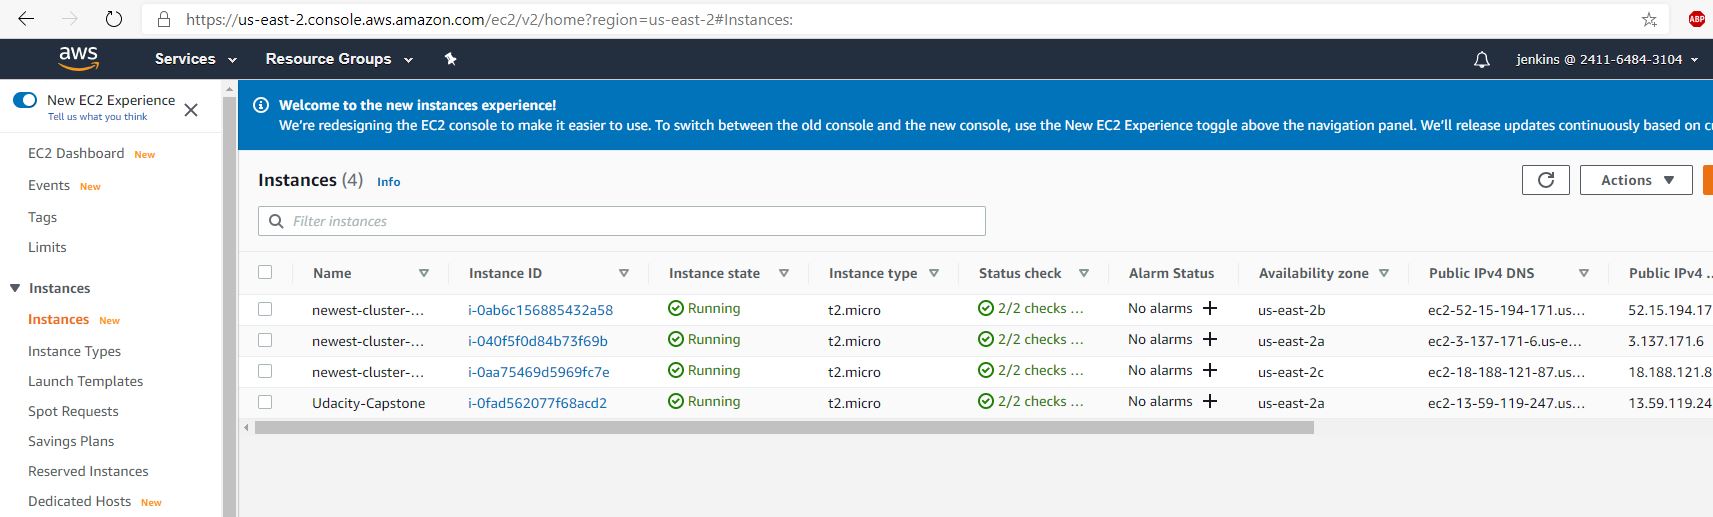 https://us-east-2.console.aws.amazon.com/ec2/v2/home?region=us-east-2#Instances:
ABP
aws Services Resource Groups jenkins @ 2411-6484-3104
New EC2 Experience
Tell us what you think
Welcome to the new instances experience!
We're redesigning the EC2 console to make it easier to use. To switch between the old console and the new console, use the New EC2 Experience toggle above the navigation panel. We'll release updates continuously based on
EC2 Dashboard New
Events New
Tags
Limits
Instances
Instances New
Instance Types
Launch Templates
Spot Requests
Savings Plans
Reserved Instances
Dedicated Hosts New
Instances (4) Info
Actions
Filter instances
Name Instance ID Instance state Instance type Status check Alarm Status Availability zone Public IPv4 DNS Public IPv4 ...
newest-cluster-... i-0ab6c156885432a58 Running t2.micro 2/2 checks ... No alarms + us-east-2b ec2-52-15-194-171.us... 52.15.194.17
newest-cluster-... i-040f5f0d84b73f69b Running t2.micro 2/2 checks ... No alarms + us-east-2a ec2-3-137-171-6.us-e... 3.137.171.6
newest-cluster-... i-0aa75469d5969fc7e Running t2.micro 2/2 checks ... No alarms + us-east-2c ec2-18-188-121-87.us... 18.188.121.8
Udacity-Capstone i-0fad562077f68acd2 Running t2.micro 2/2 checks ... No alarms + us-east-2a ec2-13-59-119-247.us... 13.59.119.24